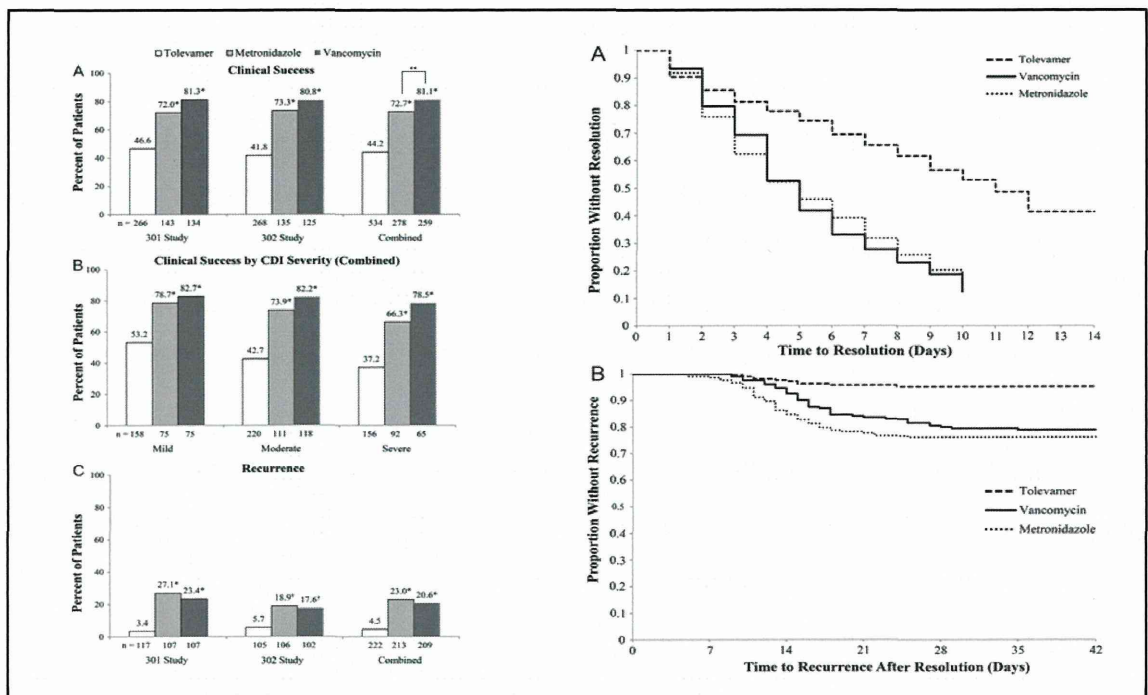 Tolevamer Metronidazole Vancomycin
A
Clinical Success
Percent of Patients
100
80
60
40
20
0
46.6 72.0* 81.3*
41.8 73.3* 80.8*
**
44.2 72.7* 81.1*
n = 266 143 134
268 135 125
534 278 259
301 Study 302 Study Combined
B
Clinical Success by CDI Severity (Combined)
Percent of Patients
100
80
60
40
20
0
53.2 78.7* 82.7*
42.7 73.9* 82.2*
37.2 66.3* 78.5*
n = 158 75 75
220 111 118
156 92 65
Mild Moderate Severe
C
Recurrence
Percent of Patients
100
80
60
40
20
0
3.4 27.1* 23.4*
5.7 18.9† 17.6†
4.5 23.0* 20.6*
n = 117 107 107
105 106 102
222 213 209
301 Study 302 Study Combined
A
Proportion Without Resolution
1
0.9
0.8
0.7
0.6
0.5
0.4
0.3
0.2
0.1
0
Tolevamer
Vancomycin
Metronidazole
0 1 2 3 4 5 6 7 8 9 10 11 12 13 14
Time to Resolution (Days)
B
Proportion Without Recurrence
1
0.9
0.8
0.7
0.6
0.5
0.4
0.3
0.2
0.1
0
Tolevamer
Vancomycin
Metronidazole
0 7 14 21 28 35 42
Time to Recurrence After Resolution (Days)